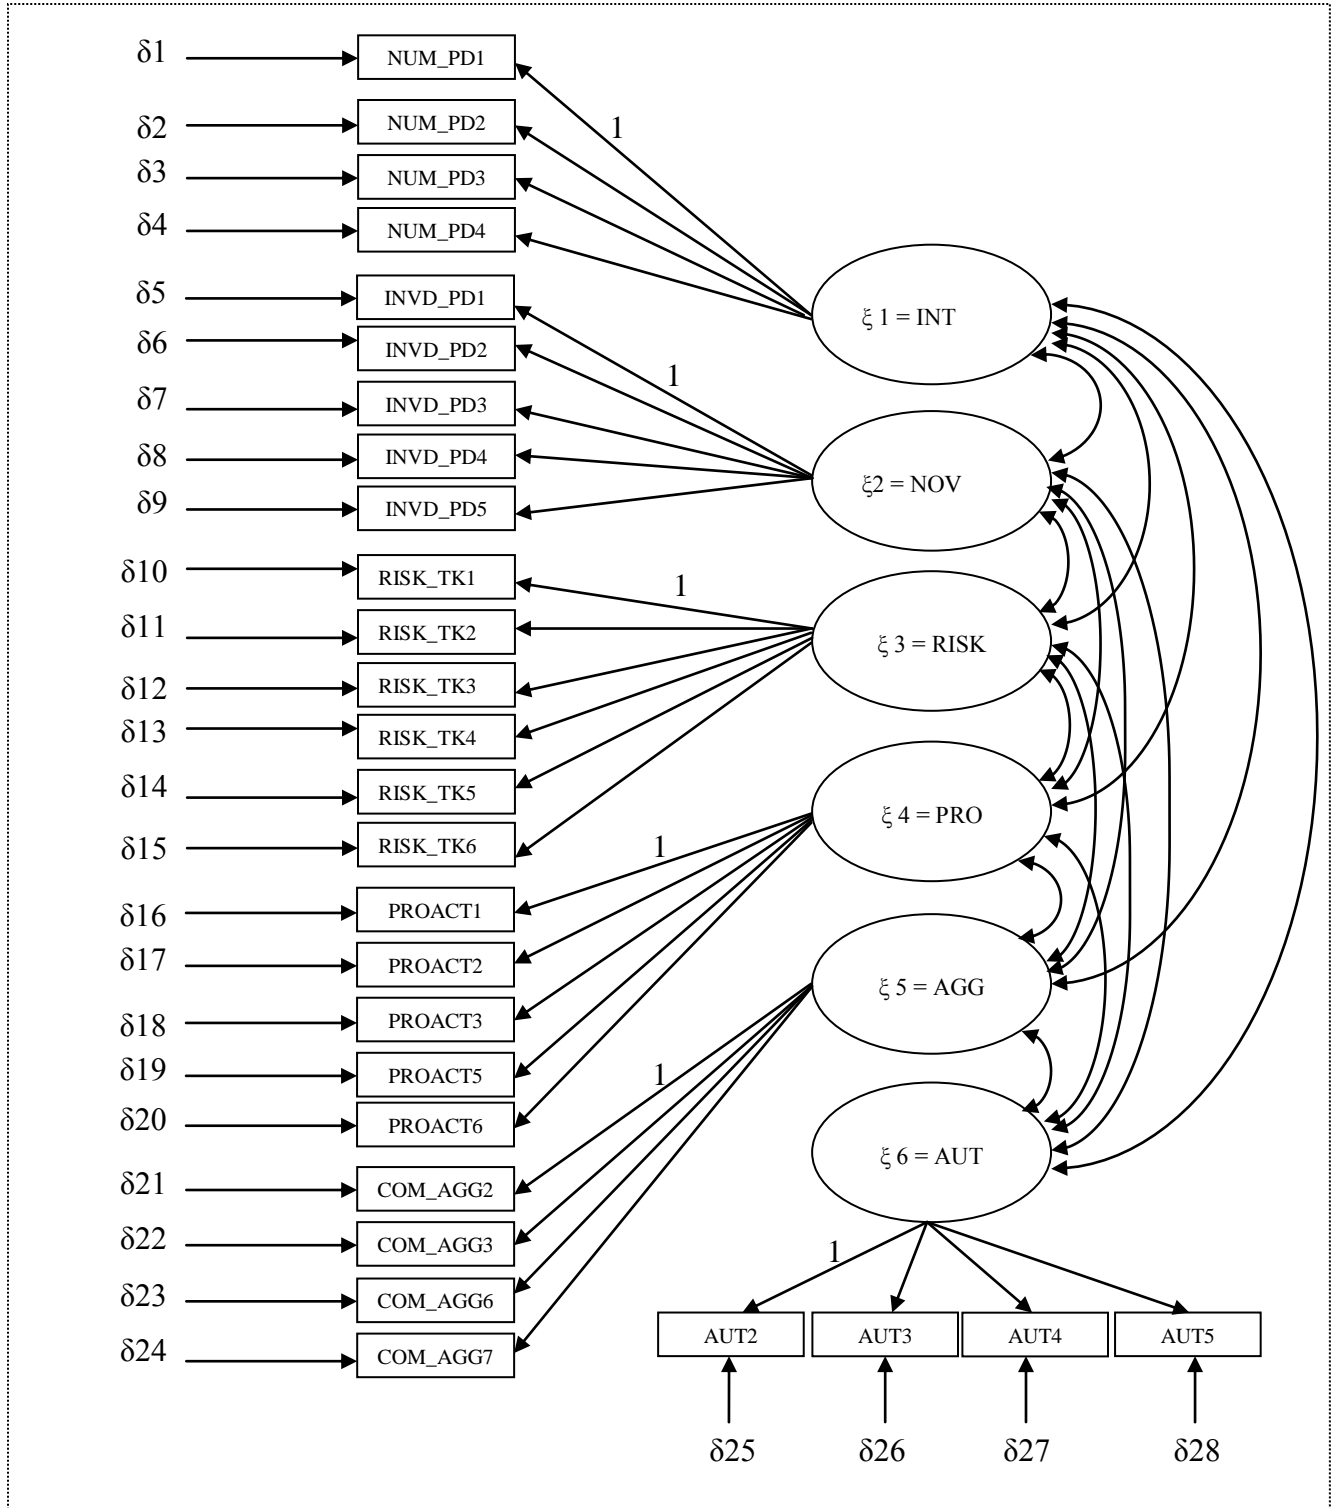 δ1 NUM_PD1
1
δ2 NUM_PD2
δ3 NUM_PD3
δ4 NUM_PD4
δ5 INVD_PD1
ξ 1 = INT
δ6 INVD_PD2
1
δ7 INVD_PD3
δ8 INVD_PD4
ξ2 = NOV
δ9 INVD_PD5
δ10 RISK_TK1
1
δ11 RISK_TK2
ξ 3 = RISK
δ12 RISK_TK3
δ13 RISK_TK4
δ14 RISK_TK5
ξ 4 = PRO
δ15 RISK_TK6
1
δ16 PROACT1
δ17 PROACT2
ξ 5 = AGG
δ18 PROACT3
δ19 PROACT5
1
δ20 PROACT6
ξ 6 = AUT
δ21 COM_AGG2
δ22 COM_AGG3
1
δ23 COM_AGG6
AUT2 AUT3 AUT4 AUT5
δ24 COM_AGG7
δ25 δ26 δ27 δ28